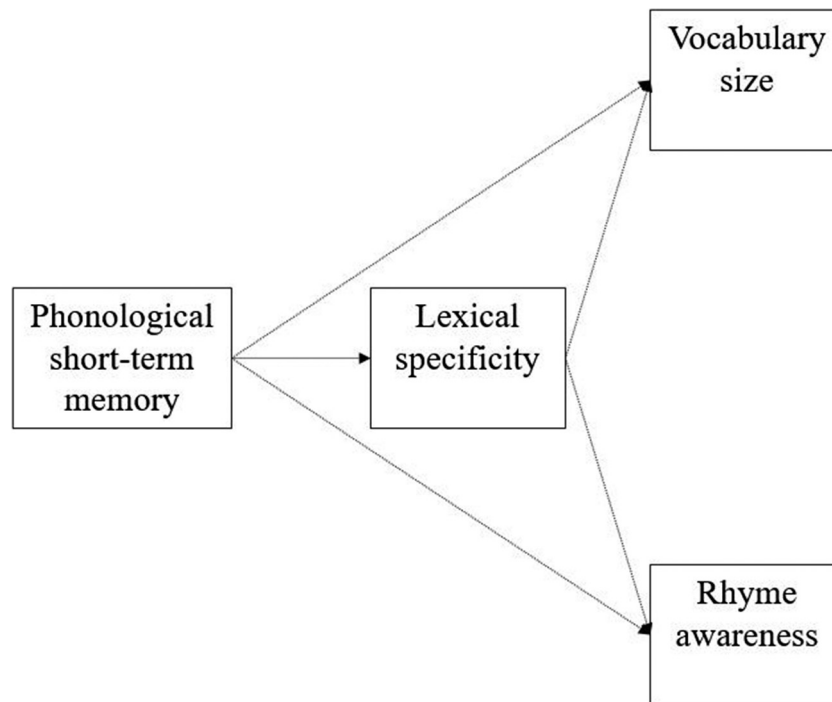 Vocabulary
size
Phonological
short-term
memory
Lexical
specificity
Rhyme
awareness